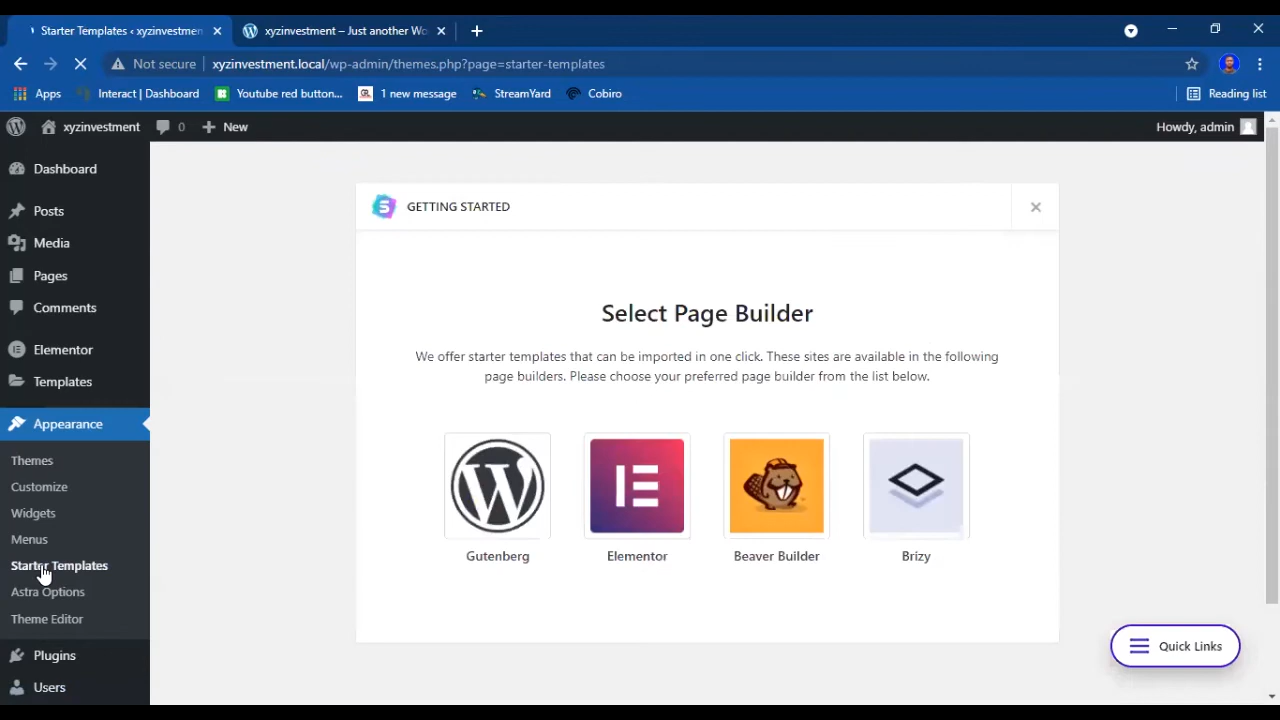 Starter Templates ‹ xyzinvestmen
xyzinvestment – Just another Wo
Not secure
xyzinvestment.local/wp-admin/themes.php?page=starter-templates
Apps
Interact | Dashboard
Youtube red button...
1 new message
StreamYard
Cobiro
Reading list
xyzinvestment
0
New
Howdy, admin
Dashboard
Posts
Media
Pages
Comments
Elementor
Templates
Appearance
Themes
Customize
Widgets
Menus
Starter Templates
Astra Options
Theme Editor
Plugins
Users
GETTING STARTED
Select Page Builder
We offer starter templates that can be imported in one click. These sites are available in the following
page builders. Please choose your preferred page builder from the list below.
Gutenberg
Elementor
Beaver Builder
Brizy
Quick Links